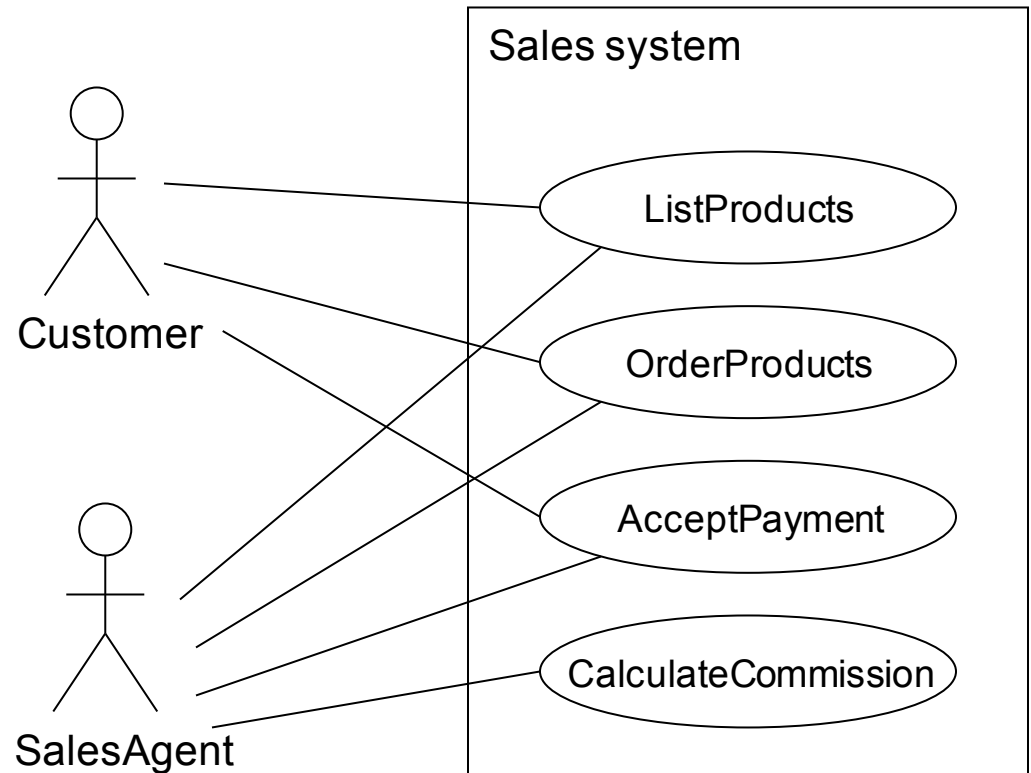 Sales system
ListProducts
Customer
OrderProducts
AcceptPayment
CalculateCommission
SalesAgent